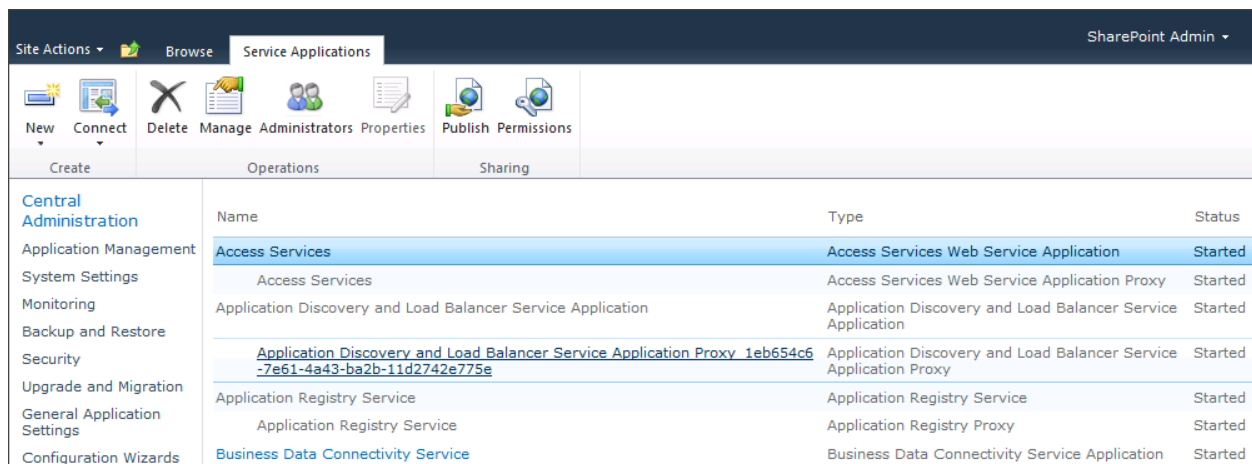 SharePoint Admin
Site Actions Browse Service Applications
New Connect Delete Manage Administrators Properties Publish Permissions
Create Operations Sharing
Central
Administration
Application Management
System Settings
Monitoring
Backup and Restore
Security
Upgrade and Migration
General Application
Settings
Configuration Wizards
Name Type Status
Access Services Access Services Web Service Application Started
Access Services Access Services Web Service Application Proxy Started
Application Discovery and Load Balancer Service Application Application Discovery and Load Balancer Service Started
Application
Application Discovery and Load Balancer Service Application Proxy_1eb654c6 Application Discovery and Load Balancer Service Started
-7e61-4a43-ba2b-11d2742e775e Application Proxy
Application Registry Service Application Registry Service Started
Application Registry Service Application Registry Proxy Started
Business Data Connectivity Service Business Data Connectivity Service Application Started